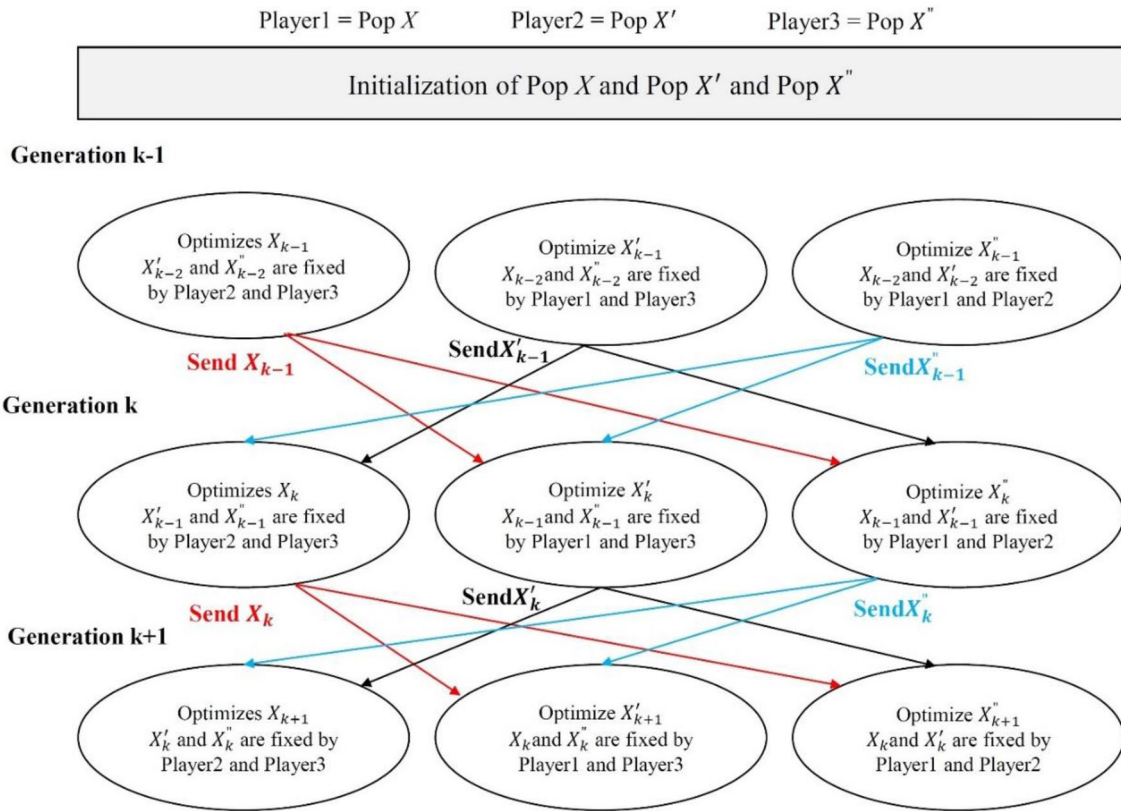 Player1 = Pop X Player2 = Pop X′ Player3 = Pop X"
Initialization of Pop X and Pop X′ and Pop X"
Generation k-1
Optimizes X_{k−1}
X′_{k−2} and X"_{k−2} are fixed
by Player2 and Player3
Optimize X′_{k−1}
X_{k−2}and X"_{k−2} are fixed
by Player1 and Player3
Optimize X"_{k−1}
X_{k−2}and X′_{k−2} are fixed
by Player1 and Player2
Send X_{k−1}
SendX′_{k−1}
SendX"_{k−1}
Generation k
Optimizes X_k
X′_{k−1} and X"_{k−1} are fixed
by Player2 and Player3
Optimize X′_k
X_{k−1}and X"_{k−1} are fixed
by Player1 and Player3
Optimize X"_k
X_{k−1}and X′_{k−1} are fixed
by Player1 and Player2
Send X_k
SendX′_k
SendX"_k
Generation k+1
Optimizes X_{k+1}
X′_k and X"_k are fixed by
Player2 and Player3
Optimize X′_{k+1}
X_k and X"_k are fixed by
Player1 and Player3
Optimize X"_{k+1}
X_k and X′_k are fixed by
Player1 and Player2